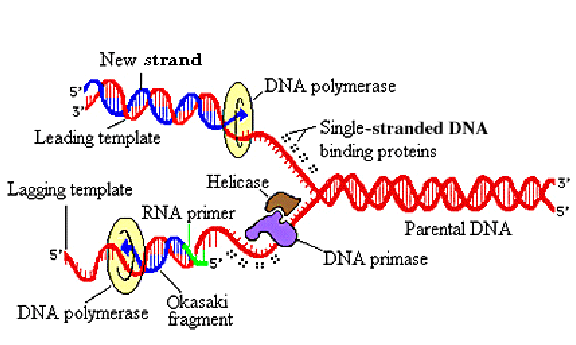 New strand
DNA polymerase
5'
3'
Leading template
Single-stranded DNA
binding proteins
Helicase
Lagging template
RNA primer
3'
5'
Parental DNA
5'
5'
DNA primase
Okasaki
fragment
DNA polymerase